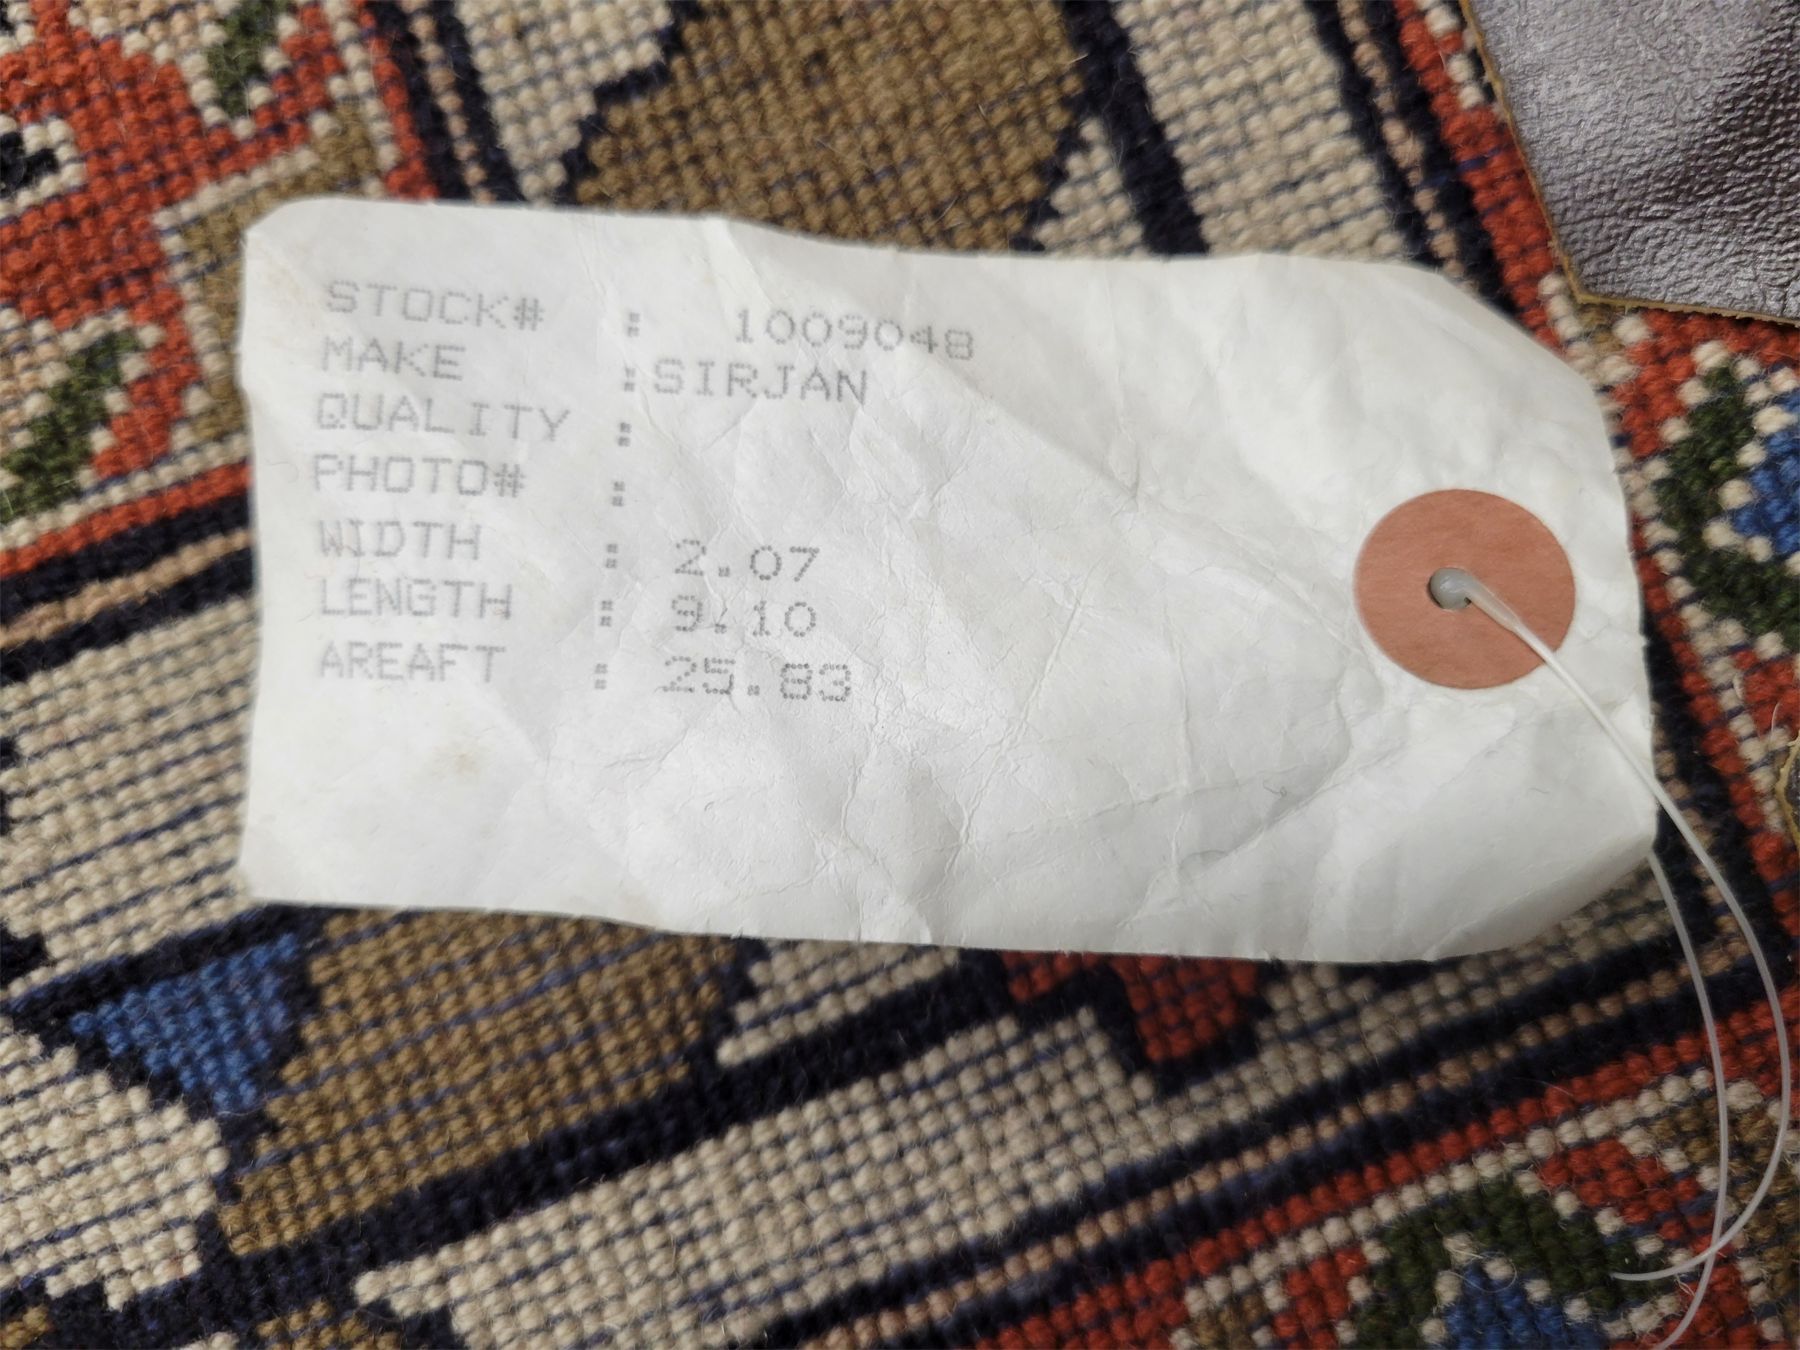 STOCK# : 1009048
MAKE :SIRJAN
QUALITY :
PHOTO# :
WIDTH : 2.07
LENGTH : 9.10
AREAFT : 25.83